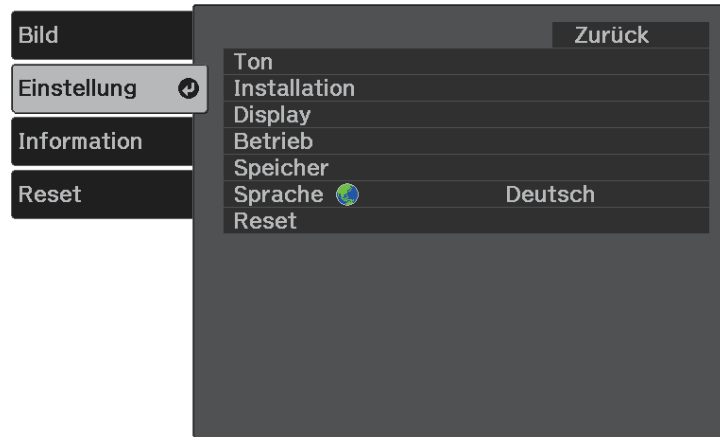 Bild
Einstellung
Information
Reset
Zurück
Ton
Installation
Display
Betrieb
Speicher
Sprache Deutsch
Reset